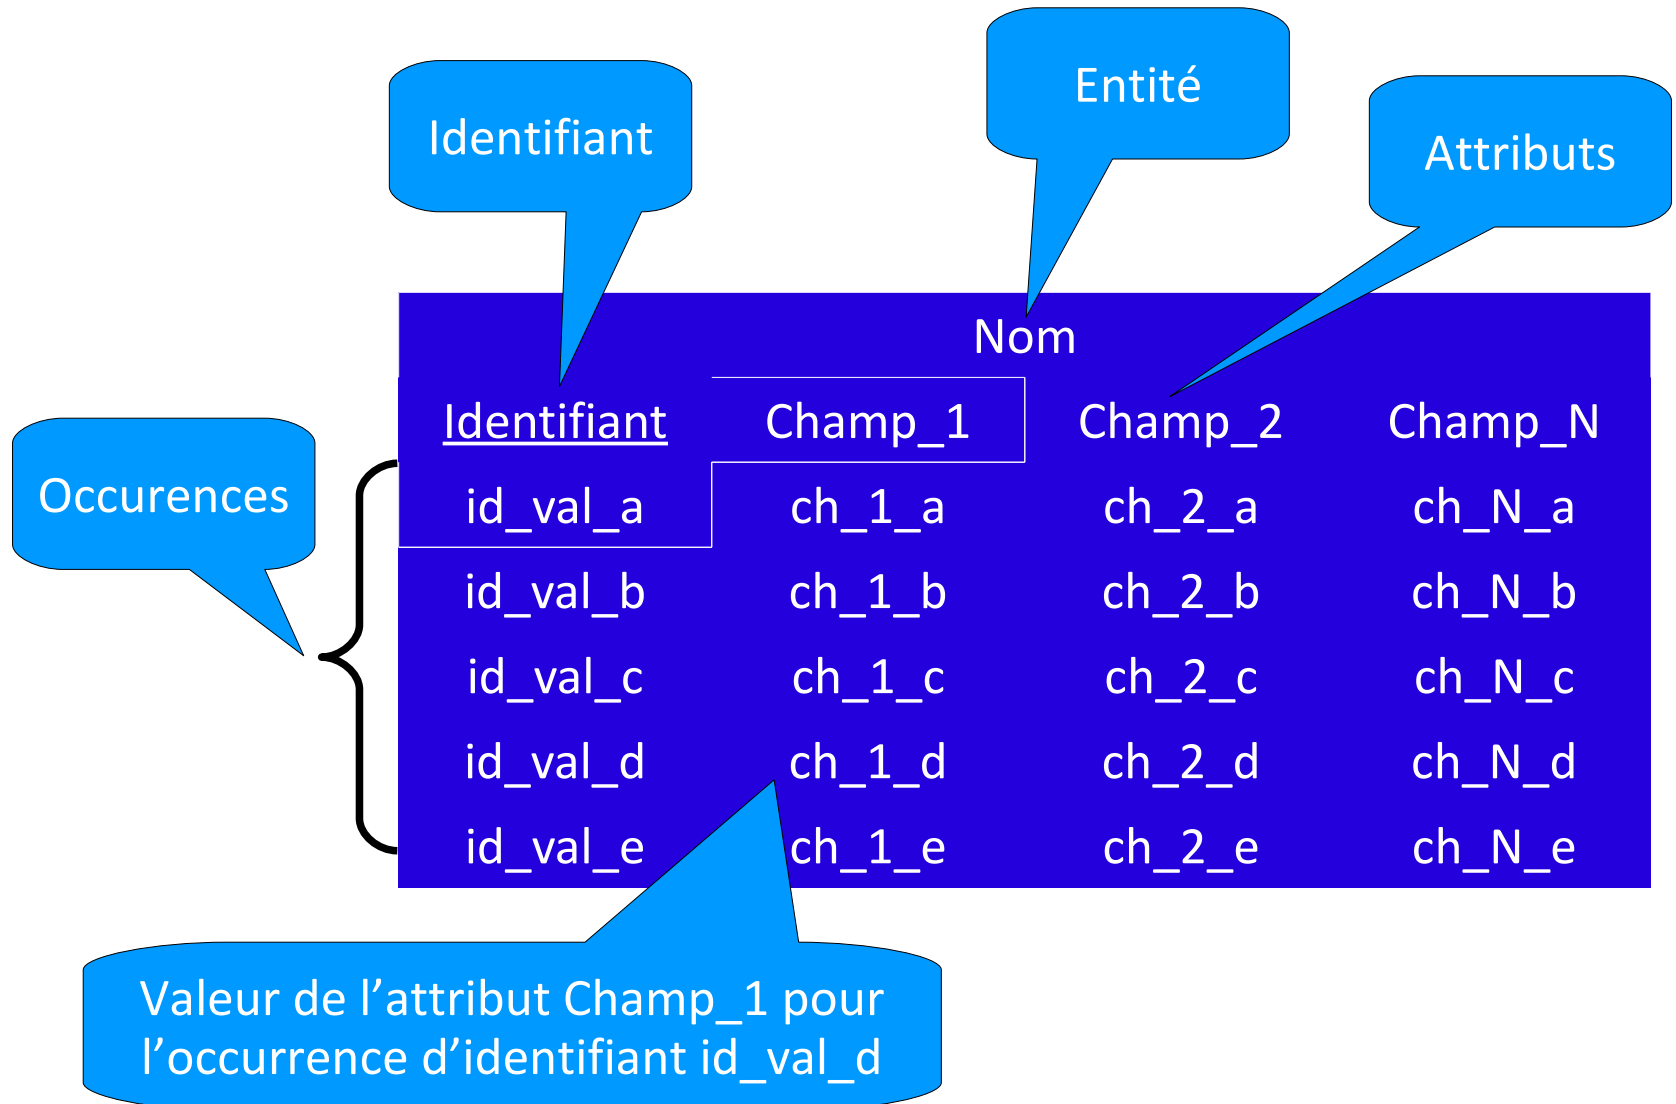 Entité
Identifiant
Attributs
Nom
Identifiant Champ_1 Champ_2 Champ_N
Occurences
id_val_a ch_1_a ch_2_a ch_N_a
id_val_b ch_1_b ch_2_b ch_N_b
id_val_c ch_1_c ch_2_c ch_N_c
id_val_d ch_1_d ch_2_d ch_N_d
id_val_e ch_1_e ch_2_e ch_N_e
Valeur de l’attribut Champ_1 pour
l’occurrence d’identifiant id_val_d